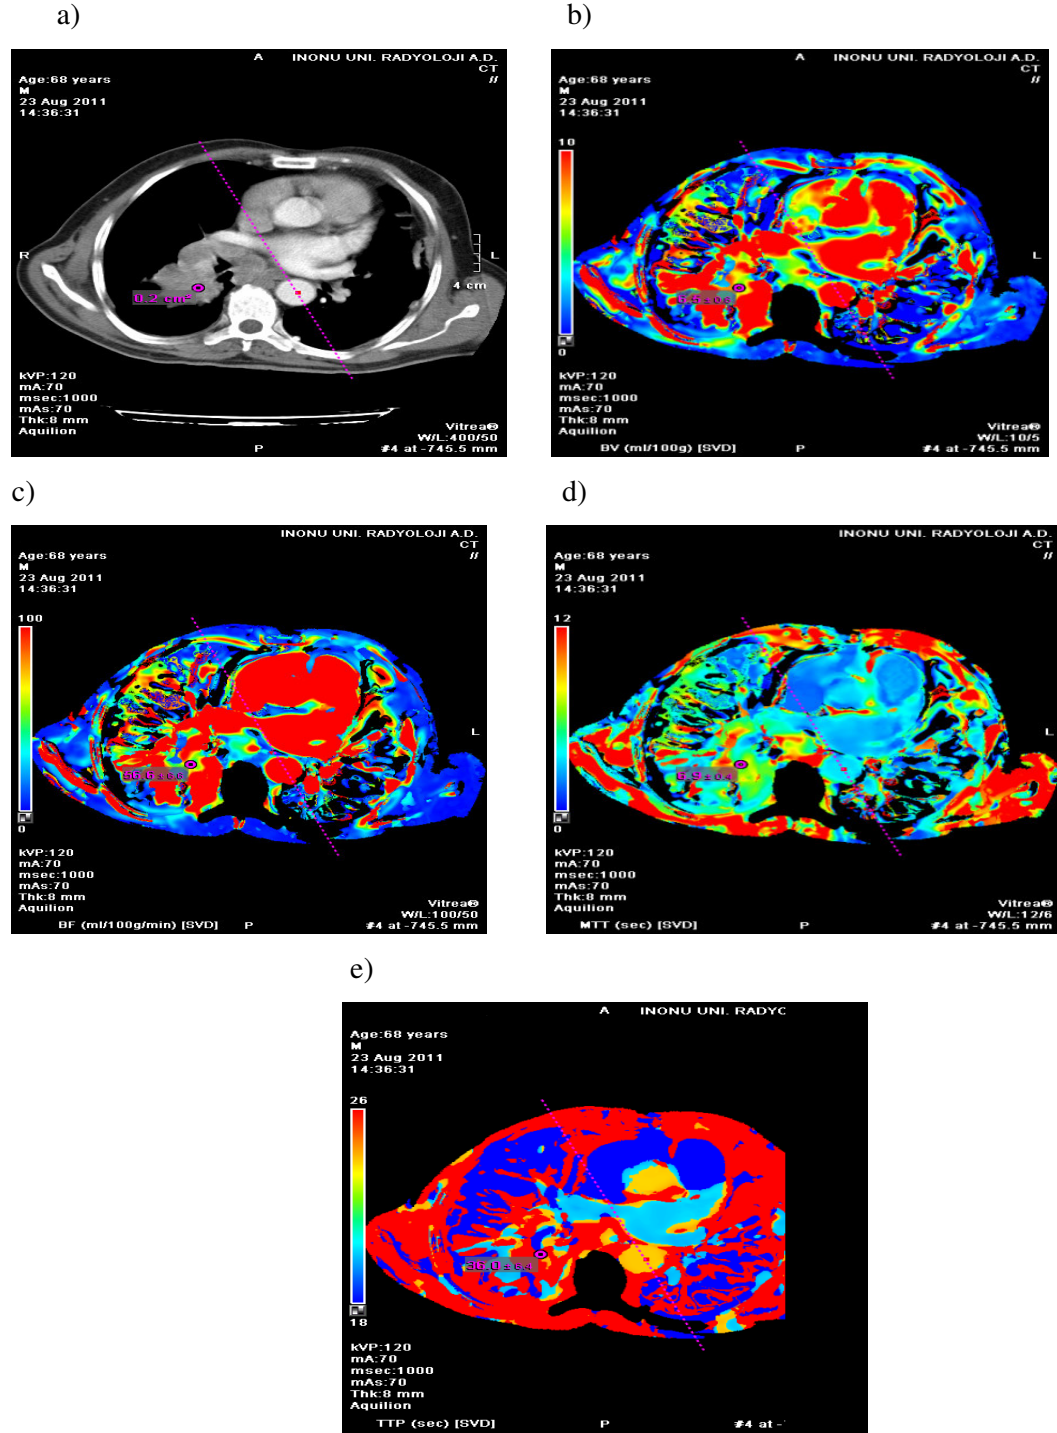 a)
A INONU UNI. RADYOLOJI A.D.
CT
//
Age:68 years
M
23 Aug 2011
14:36:31
R
L
0.2 cm²
4 cm
kVP:120
mA:70
msec:1000
mAs:70
Thk:8 mm
Aquilion
Vitrea®
W/L:400/50
P
#4 at -745.5 mm
b)
A INONU UNI. RADYOLOJI A.D.
CT
//
Age:68 years
M
23 Aug 2011
14:36:31
10
L
0
kVP:120
mA:70
msec:1000
mAs:70
Thk:8 mm
Aquilion
Vitrea®
W/L:10/5
BV (ml/100g) [SVD]
P
#4 at -745.5 mm
c)
INONU UNI. RADYOLOJI A.D.
CT
//
Age:68 years
M
23 Aug 2011
14:36:31
100
L
0
kVP:120
mA:70
msec:1000
mAs:70
Thk:8 mm
Aquilion
Vitrea®
W/L:100/50
BF (ml/100g/min) [SVD]
P
#4 at -745.5 mm
d)
INONU UNI. RADYOLOJI A.D.
CT
//
Age:68 years
M
23 Aug 2011
14:36:31
12
6.9 ± 0.4
L
0
kVP:120
mA:70
msec:1000
mAs:70
Thk:8 mm
Aquilion
Vitrea®
W/L:12/6
MTT (sec) [SVD]
P
#4 at -745.5 mm
e)
A INONU UNI. RADYC
Age:68 years
M
23 Aug 2011
14:36:31
26
18
kVP:120
mA:70
msec:1000
mAs:70
Thk:8 mm
Aquilion
TTP (sec) [SVD]
P
#4 at -